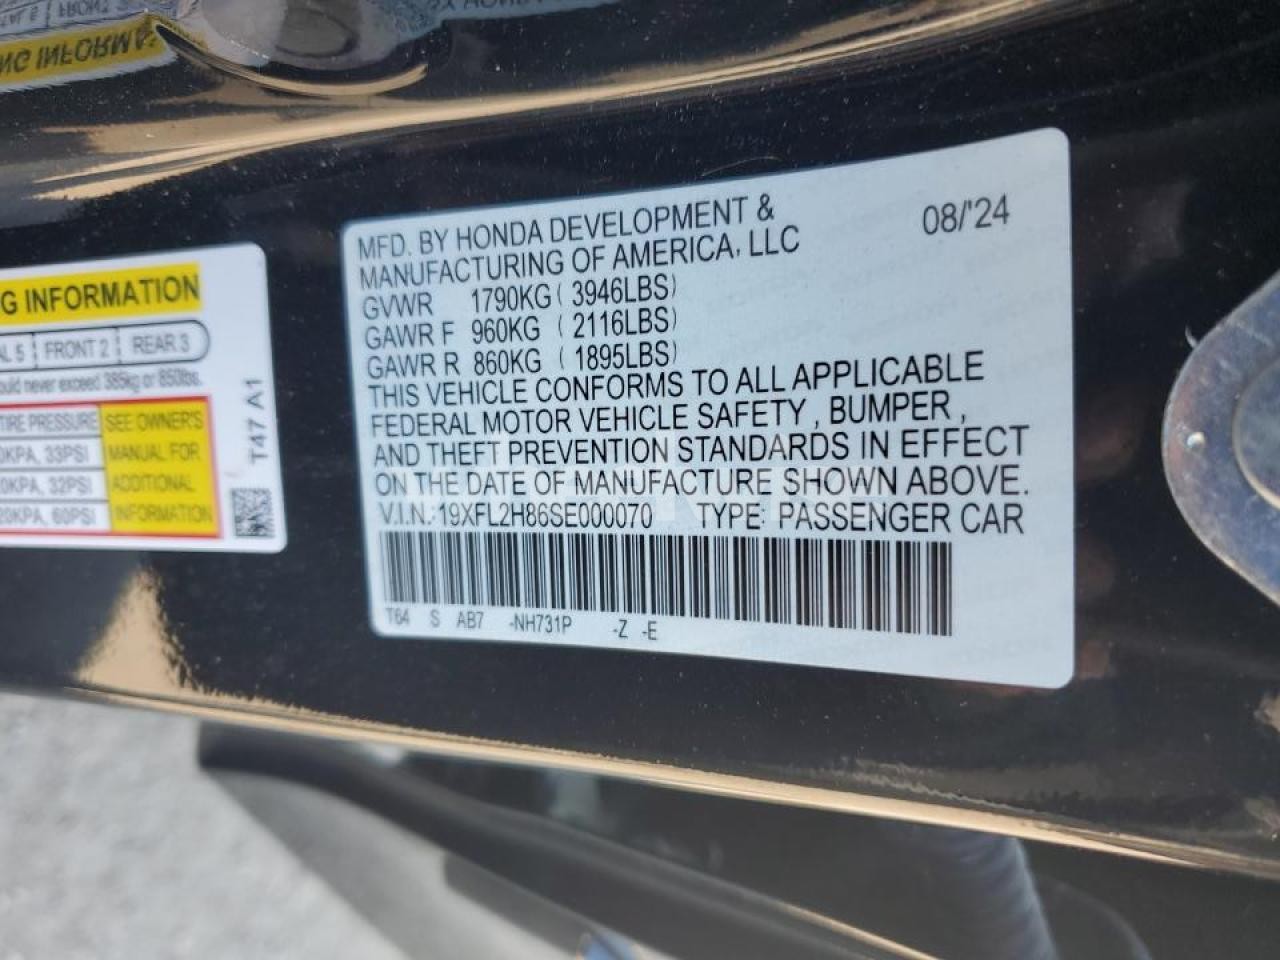 NG INFORMA
G INFORMATION
AL 5 FRONT 2 REAR 3
ould never exceed 385kg or 850lbs.
TIRE PRESSURE SEE OWNER'S
0KPA, 33PSI MANUAL FOR
0KPA, 32PSI ADDITIONAL
20KPA, 60PSI INFORMATION
T47 A1
MFD. BY HONDA DEVELOPMENT & 08/'24
MANUFACTURING OF AMERICA, LLC
GVWR 1790KG ( 3946LBS)
GAWR F 960KG (2116LBS)
GAWR R 860KG (1895LBS)
THIS VEHICLE CONFORMS TO ALL APPLICABLE
FEDERAL MOTOR VEHICLE SAFETY , BUMPER ,
AND THEFT PREVENTION STANDARDS IN EFFECT
ON THE DATE OF MANUFACTURE SHOWN ABOVE.
V.I.N.: 19XFL2H86SE000070 TYPE: PASSENGER CAR
T64 S AB7 -NH731P -Z -E